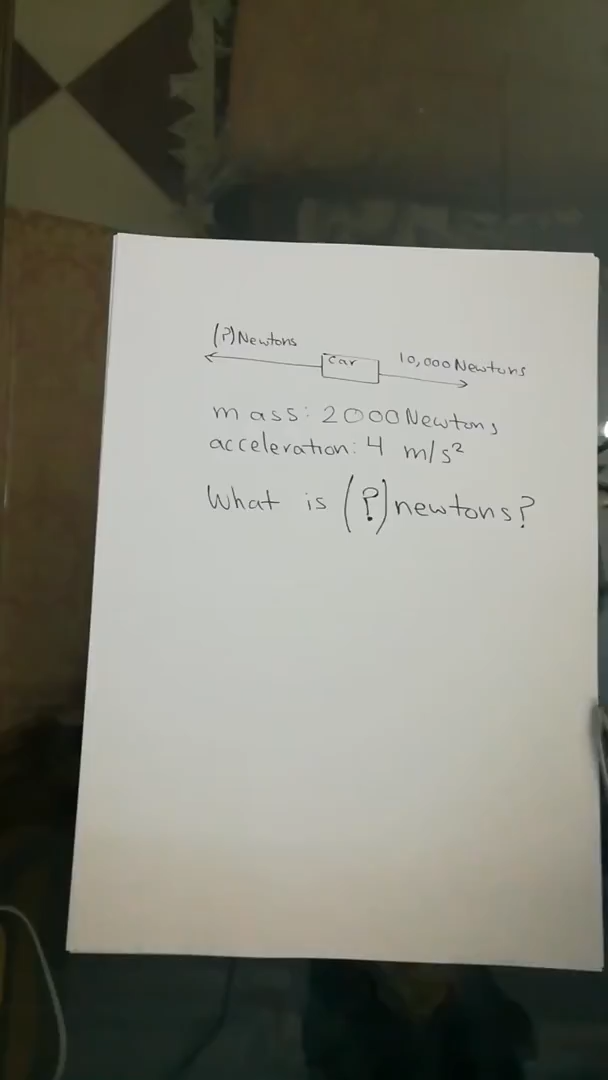 (?)Newtons
Car
10,000 Newtons
mass: 2000 Newtons
acceleration: 4 m/s²
What is (?) newtons?